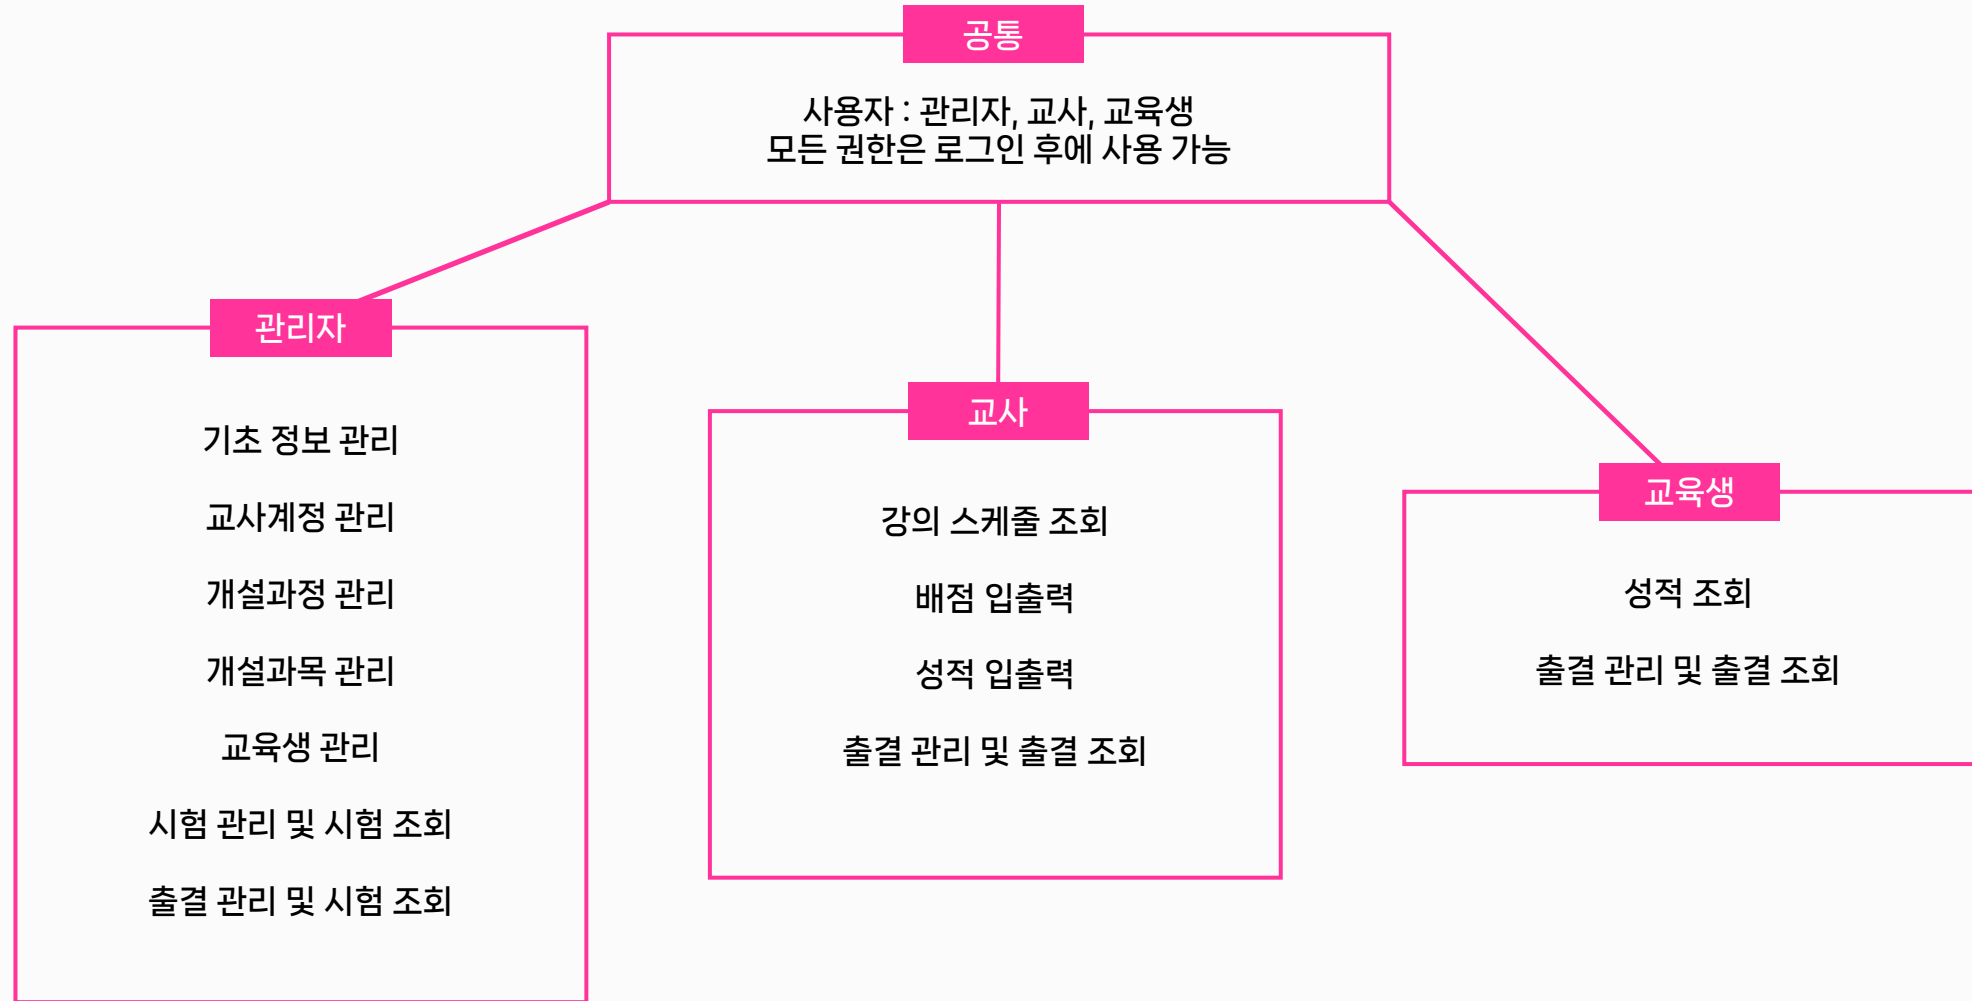 공통
사용자 : 관리자, 교사, 교육생
모든 권한은 로그인 후에 사용 가능
관리자
기초 정보 관리
교사계정 관리
개설과정 관리
개설과목 관리
교육생 관리
시험 관리 및 시험 조회
출결 관리 및 시험 조회
교사
강의 스케줄 조회
배점 입출력
성적 입출력
출결 관리 및 출결 조회
교육생
성적 조회
출결 관리 및 출결 조회